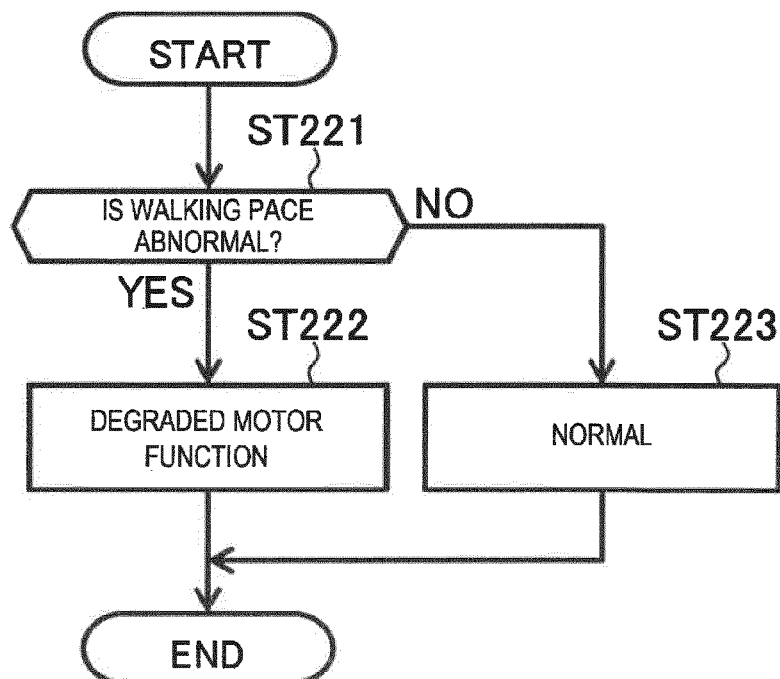 START
ST221
IS WALKING PACE
ABNORMAL?
NO
YES
ST222
ST223
DEGRADED MOTOR
FUNCTION
NORMAL
END